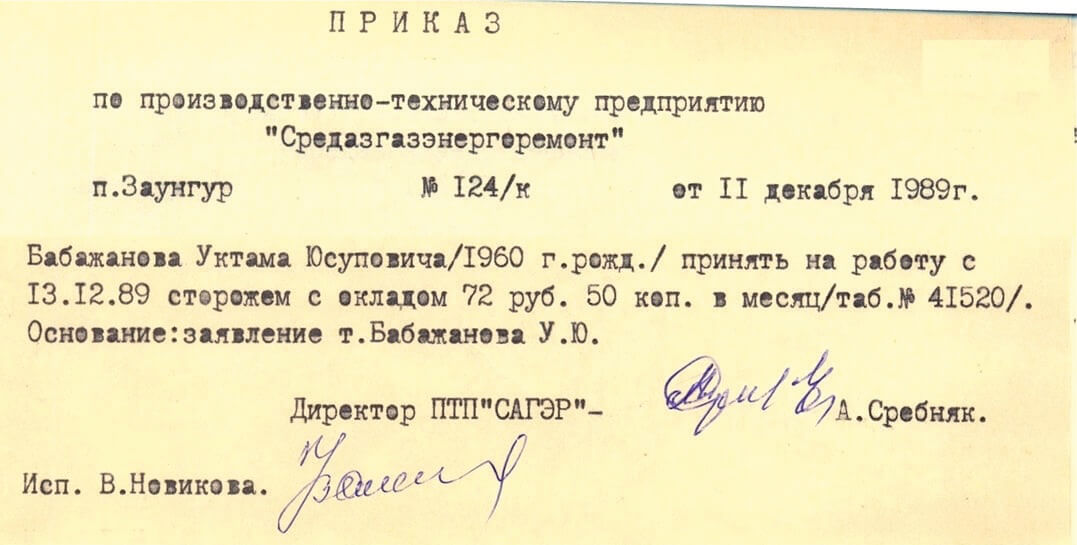 ПРИКАЗ
по производственно-техническому предприятию
"Средазгазэнергоремонт"
п.Заунгур № I24/к от II декабря I989г.
Бабажанова Уктама Юсуповича/I960 г.рожд./ принять на работу с
I3.I2.89 сторожем с окладом 72 руб. 50 коп. в месяц/таб.№ 4I520/.
Основание:заявление т.Бабажанова У.Ю.
Директор ПТП"САГЭР"- А.Сребняк.
Исп. В.Новикова.